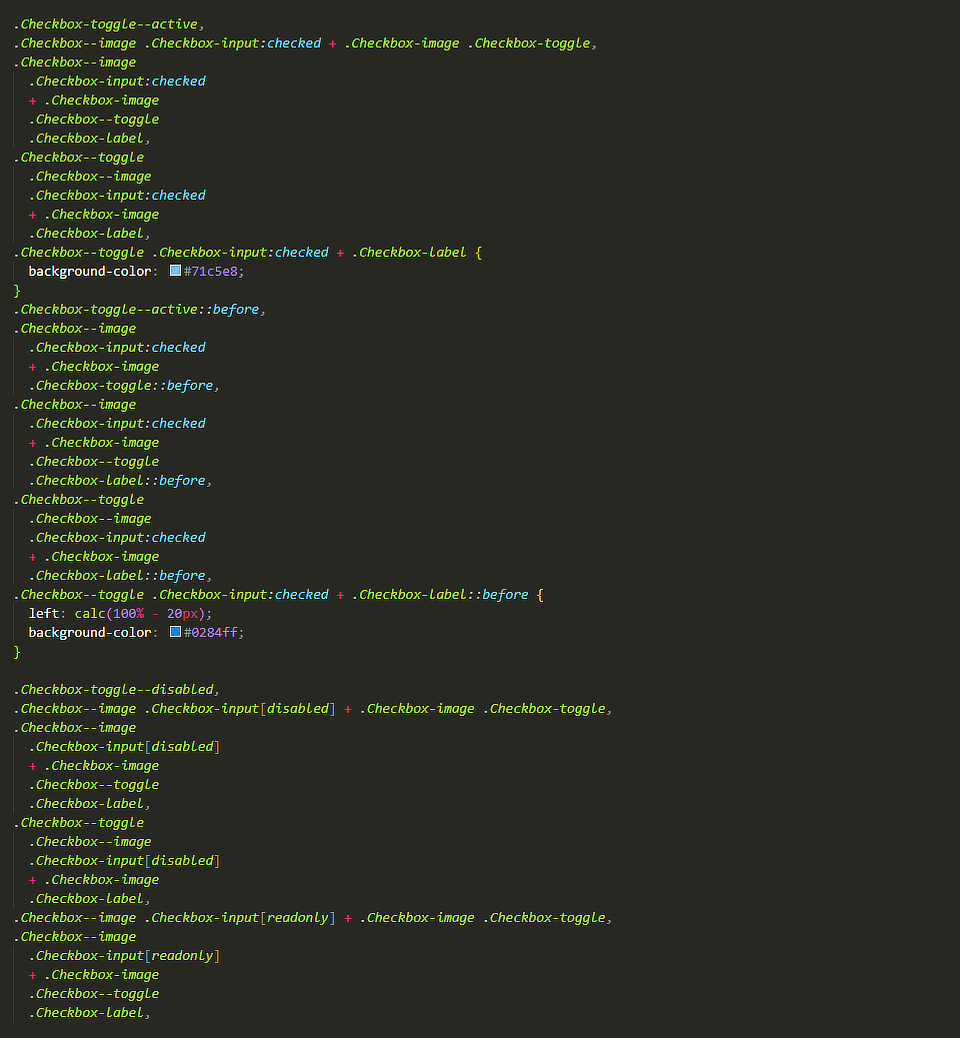 .Checkbox-toggle--active,
.Checkbox--image .Checkbox-input:checked + .Checkbox-image .Checkbox-toggle,
.Checkbox--image
  .Checkbox-input:checked
  + .Checkbox-image
  .Checkbox--toggle
  .Checkbox-label,
.Checkbox--toggle
  .Checkbox--image
  .Checkbox-input:checked
  + .Checkbox-image
  .Checkbox-label,
.Checkbox--toggle .Checkbox-input:checked + .Checkbox-label {
  background-color: #71c5e8;
}
.Checkbox-toggle--active::before,
.Checkbox--image
  .Checkbox-input:checked
  + .Checkbox-image
  .Checkbox-toggle::before,
.Checkbox--image
  .Checkbox-input:checked
  + .Checkbox-image
  .Checkbox--toggle
  .Checkbox-label::before,
.Checkbox--toggle
  .Checkbox--image
  .Checkbox-input:checked
  + .Checkbox-image
  .Checkbox-label::before,
.Checkbox--toggle .Checkbox-input:checked + .Checkbox-label::before {
  left: calc(100% - 20px);
  background-color: #0284ff;
}
.Checkbox-toggle--disabled,
.Checkbox--image .Checkbox-input[disabled] + .Checkbox-image .Checkbox-toggle,
.Checkbox--image
  .Checkbox-input[disabled]
  + .Checkbox-image
  .Checkbox--toggle
  .Checkbox-label,
.Checkbox--toggle
  .Checkbox--image
  .Checkbox-input[disabled]
  + .Checkbox-image
  .Checkbox-label,
.Checkbox--image .Checkbox-input[readonly] + .Checkbox-image .Checkbox-toggle,
.Checkbox--image
  .Checkbox-input[readonly]
  + .Checkbox-image
  .Checkbox--toggle
  .Checkbox-label,